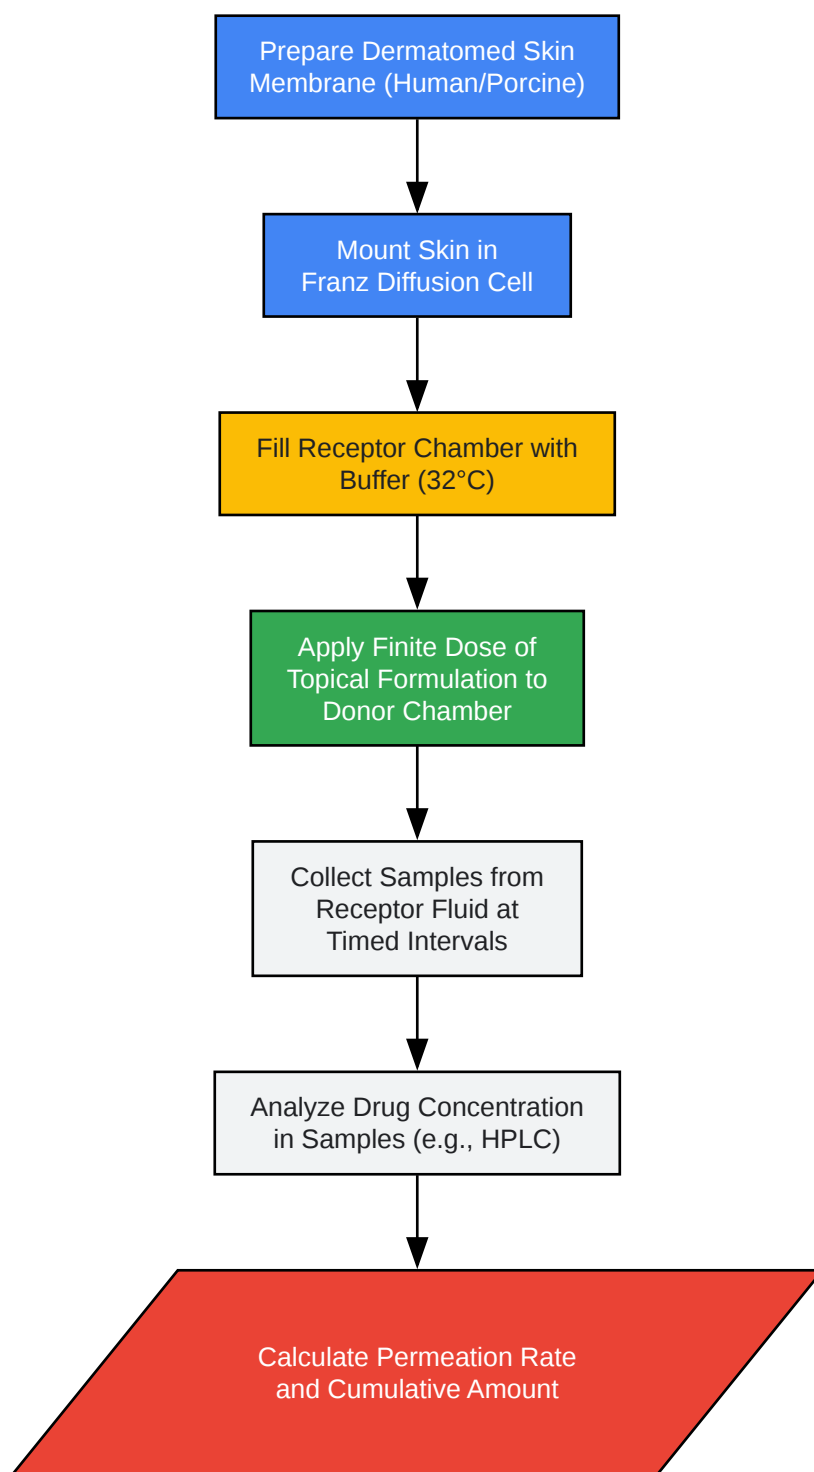 Prepare Dermatomed Skin
Membrane (Human/Porcine)
Mount Skin in
Franz Diffusion Cell
Fill Receptor Chamber with
Buffer (32°C)
Apply Finite Dose of
Topical Formulation to
Donor Chamber
Collect Samples from
Receptor Fluid at
Timed Intervals
Analyze Drug Concentration
in Samples (e.g., HPLC)
Calculate Permeation Rate
and Cumulative Amount